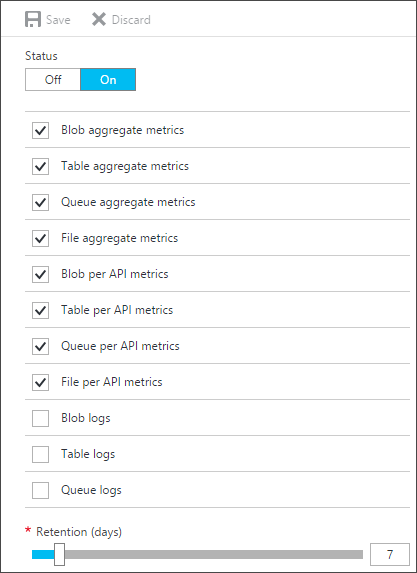 Save Discard
Status
Off On
Blob aggregate metrics
Table aggregate metrics
Queue aggregate metrics
File aggregate metrics
Blob per API metrics
Table per API metrics
Queue per API metrics
File per API metrics
Blob logs
Table logs
Queue logs
* Retention (days)
7